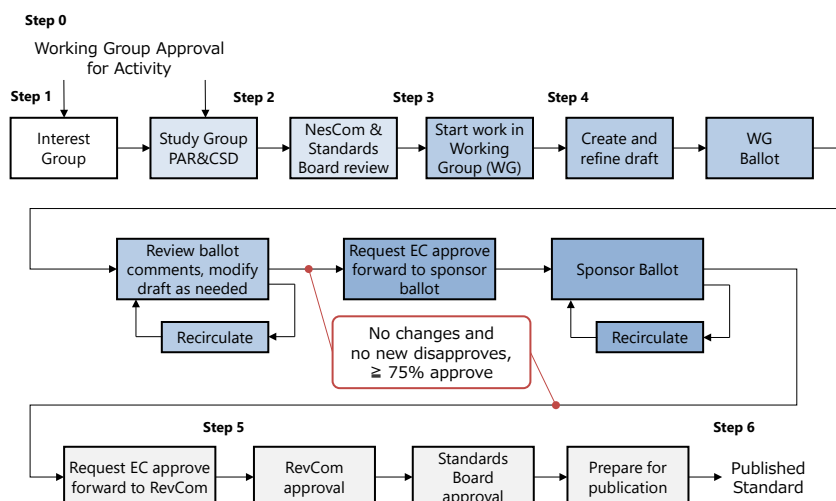 Step 0
Working Group Approval
for Activity
Step 1
Step 2
Step 3
Step 4
Interest
Group
Study Group
PAR&CSD
NesCom &
Standards
Board review
Start work in
Working
Group (WG)
Create and
refine draft
WG
Ballot
Review ballot
comments, modify
draft as needed
Request EC approve
forward to sponsor
ballot
Sponsor Ballot
Recirculate
Recirculate
No changes and
no new disapproves,
≧ 75% approve
Step 5
Step 6
Request EC approve
forward to RevCom
RevCom
approval
Standards
Board
approval
Prepare for
publication
Published
Standard